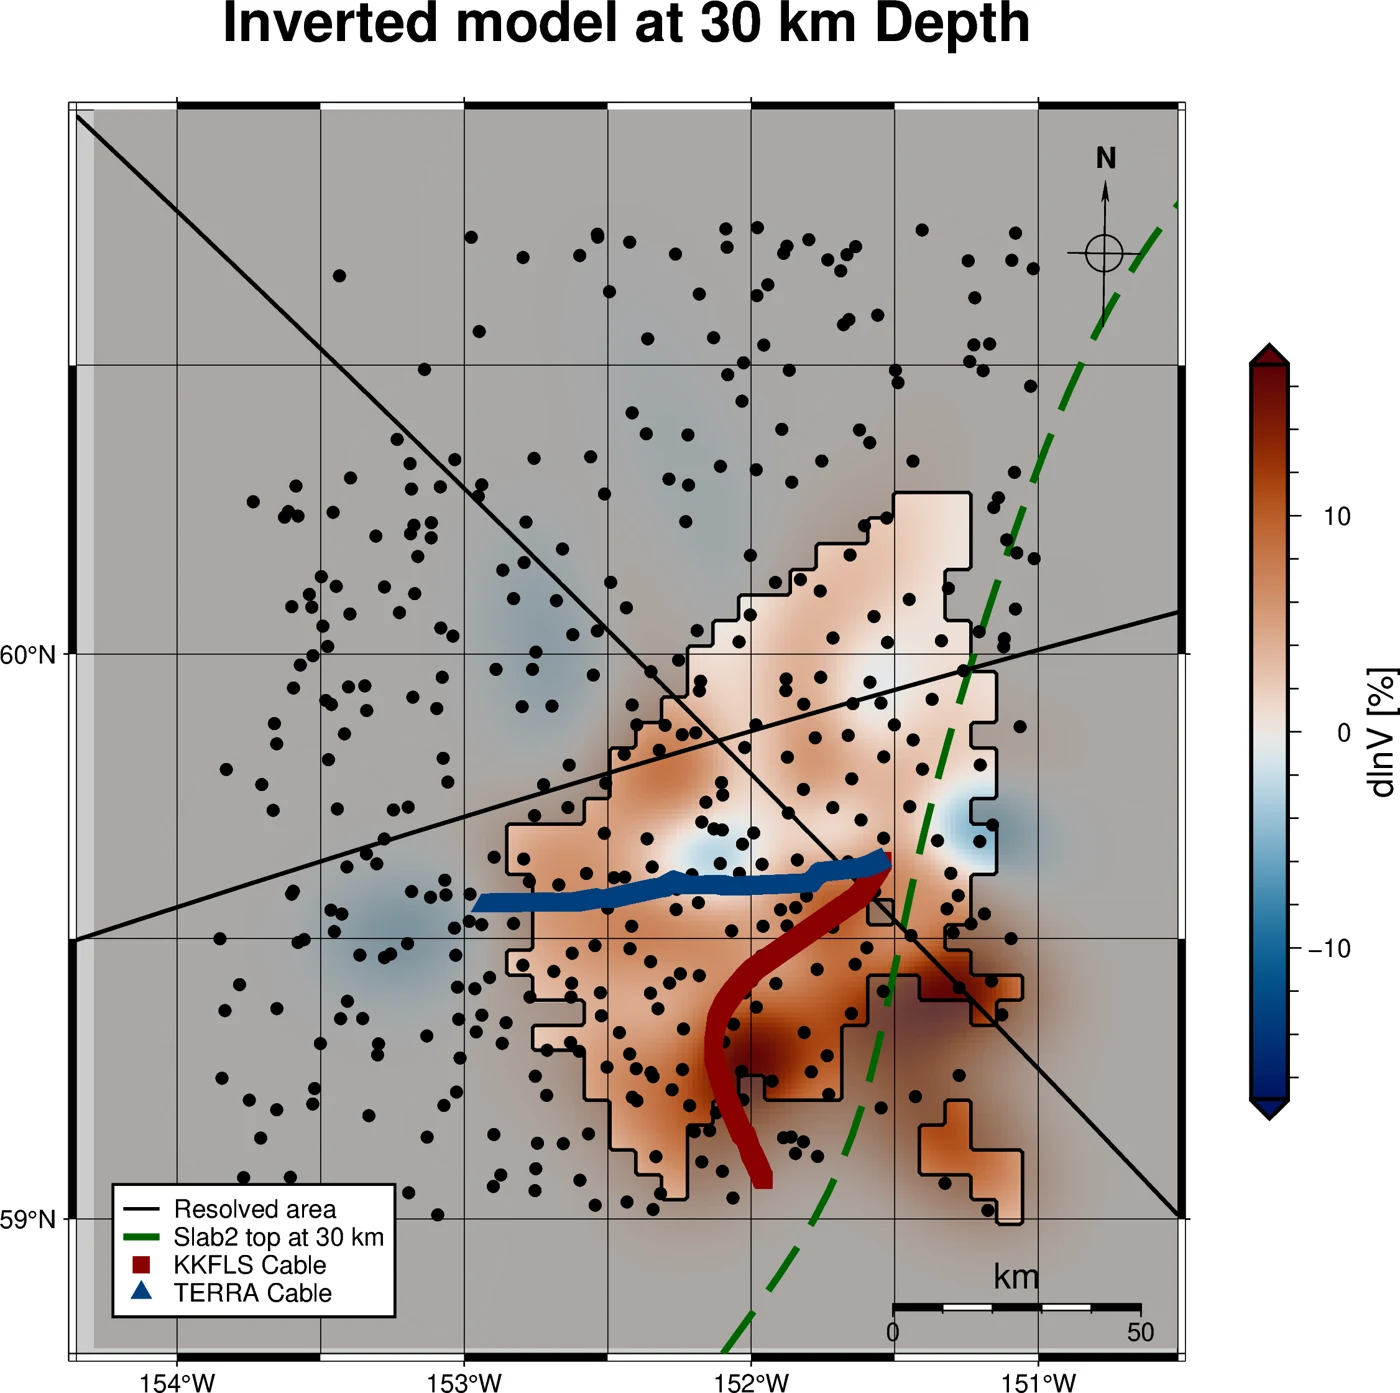 Inverted model at 30 km Depth
N
60°N
59°N
154°W
153°W
152°W
151°W
Resolved area
Slab2 top at 30 km
KKFLS Cable
TERRA Cable
km
0
50
10
0
−10
dlnV [%]